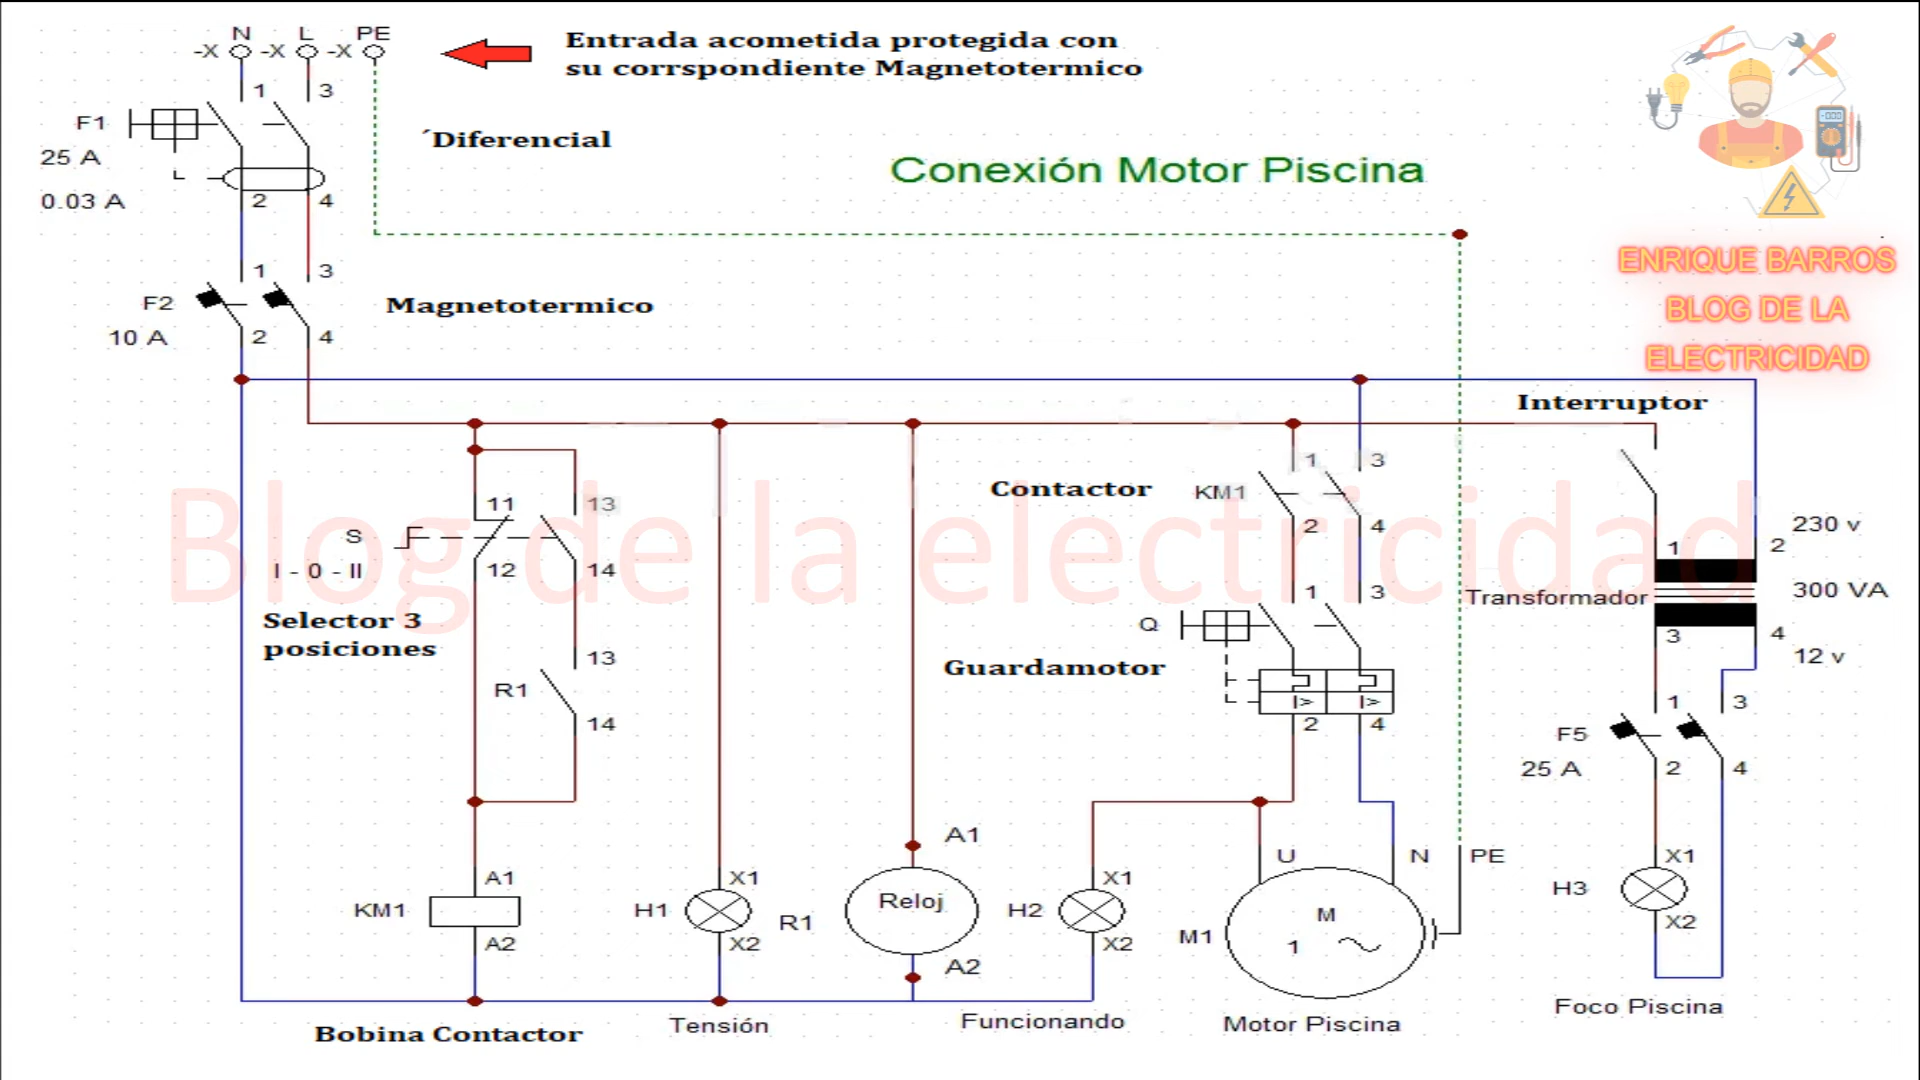 N L PE
-X -X -X
Entrada acometida protegida con
su corrspondiente Magnetotermico
1 3
F1
25 A
0.03 A
2 4
´Diferencial
Conexión Motor Piscina
ENRIQUE BARROS
BLOG DE LA
ELECTRICIDAD
1 3
F2
10 A
2 4
Magnetotermico
Interruptor
Blog de la electricidad
11 13
S
I - 0 - II
12 14
Selector 3
posiciones
13
R1
14
Contactor
KM1
1 3
2 4
1 3
Q
Guardamotor
I> I>
2 4
230 v
1 2
Transformador
300 VA
3 4
12 v
1 3
F5
25 A
2 4
A1
KM1
A2
Bobina Contactor
X1
H1
X2
Tensión
A1
R1
Reloj
A2
X1
H2
X2
Funcionando
U N PE
M1
M
1
Motor Piscina
X1
H3
X2
Foco Piscina